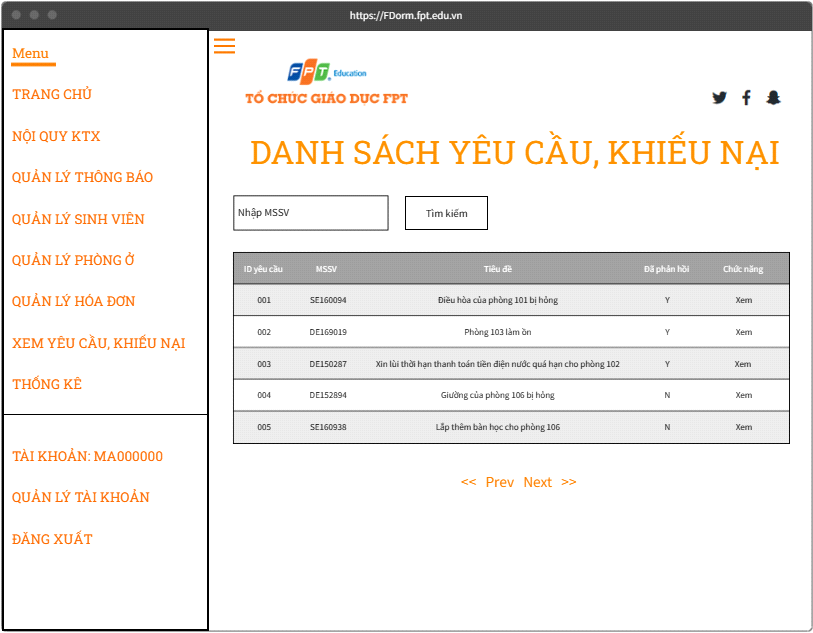 https://FDorm.fpt.edu.vn
Menu
TRANG CHỦ
NỘI QUY KTX
QUẢN LÝ THÔNG BÁO
QUẢN LÝ SINH VIÊN
QUẢN LÝ PHÒNG Ở
QUẢN LÝ HÓA ĐƠN
XEM YÊU CẦU, KHIẾU NẠI
THỐNG KÊ
TÀI KHOẢN: MA000000
QUẢN LÝ TÀI KHOẢN
ĐĂNG XUẤT
FPT. Education
TỔ CHỨC GIÁO DỤC FPT
DANH SÁCH YÊU CẦU, KHIẾU NẠI
Nhập MSSV Tìm kiếm
ID yêu cầu MSSV Tiêu đề Đã phản hồi Chức năng
001 SE160094 Điều hòa của phòng 101 bị hỏng Y Xem
002 DE169019 Phòng 103 làm ồn Y Xem
003 DE150287 Xin lùi thời hạn thanh toán tiền điện nước quá hạn cho phòng 102 Y Xem
004 DE152894 Giường của phòng 106 bị hỏng N Xem
005 SE160938 Lắp thêm bàn học cho phòng 106 N Xem
<< Prev Next >>